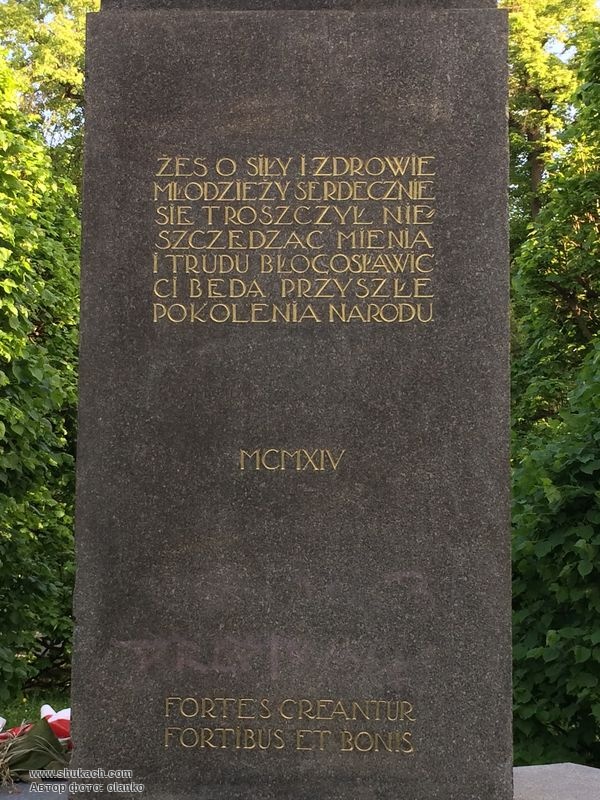 ŻEŚ O SIŁY I ZDROWIE
MŁODZIEŻY SERDECZNIE
SIĘ TROSZCZYŁ NIE
SZCZĘDZĄC MIENIA
I TRUDU BŁOGOSŁAWIĆ
CI BĘDĄ PRZYSZŁE
POKOLENIA NARODU
MCMXIV
FORTES CREANTUR
FORTIBUS ET BONIS
www.shukach.com
Автор фото: olanko